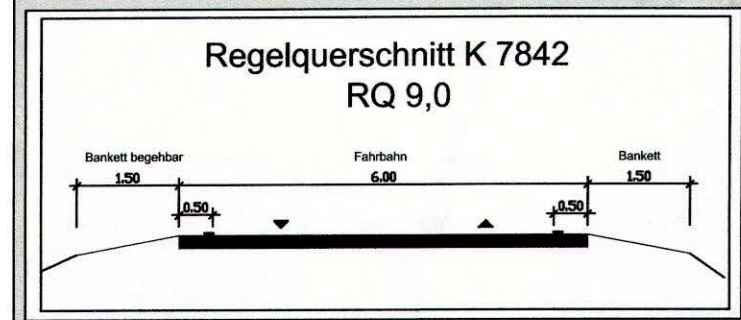 Regelquerschnitt K 7842
RQ 9,0
Bankett begehbar Fahrbahn Bankett
1.50 6.00 1.50
0.50 0.50